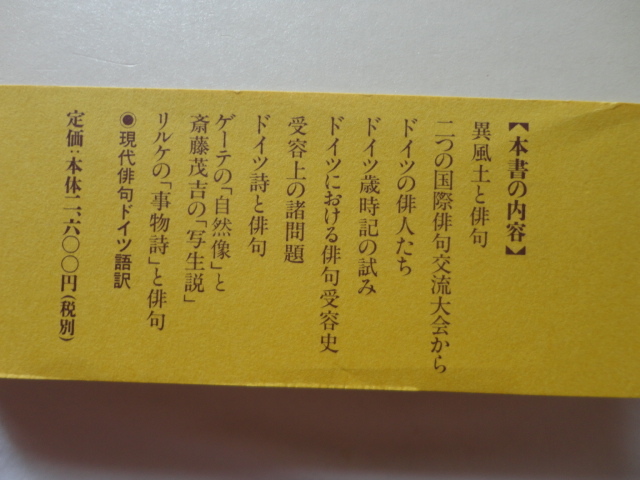 【本書の内容】
異風土と俳句
二つの国際俳句交流大会から
ドイツの俳人たち
ドイツ歳時記の試み
ドイツにおける俳句受容史
受容上の諸問題
ドイツ詩と俳句
ゲーテの「自然像」と
斎藤茂吉の「写生説」
リルケの「事物詩」と俳句
●現代俳句ドイツ語訳
定価：本体二、六〇〇円（税別）